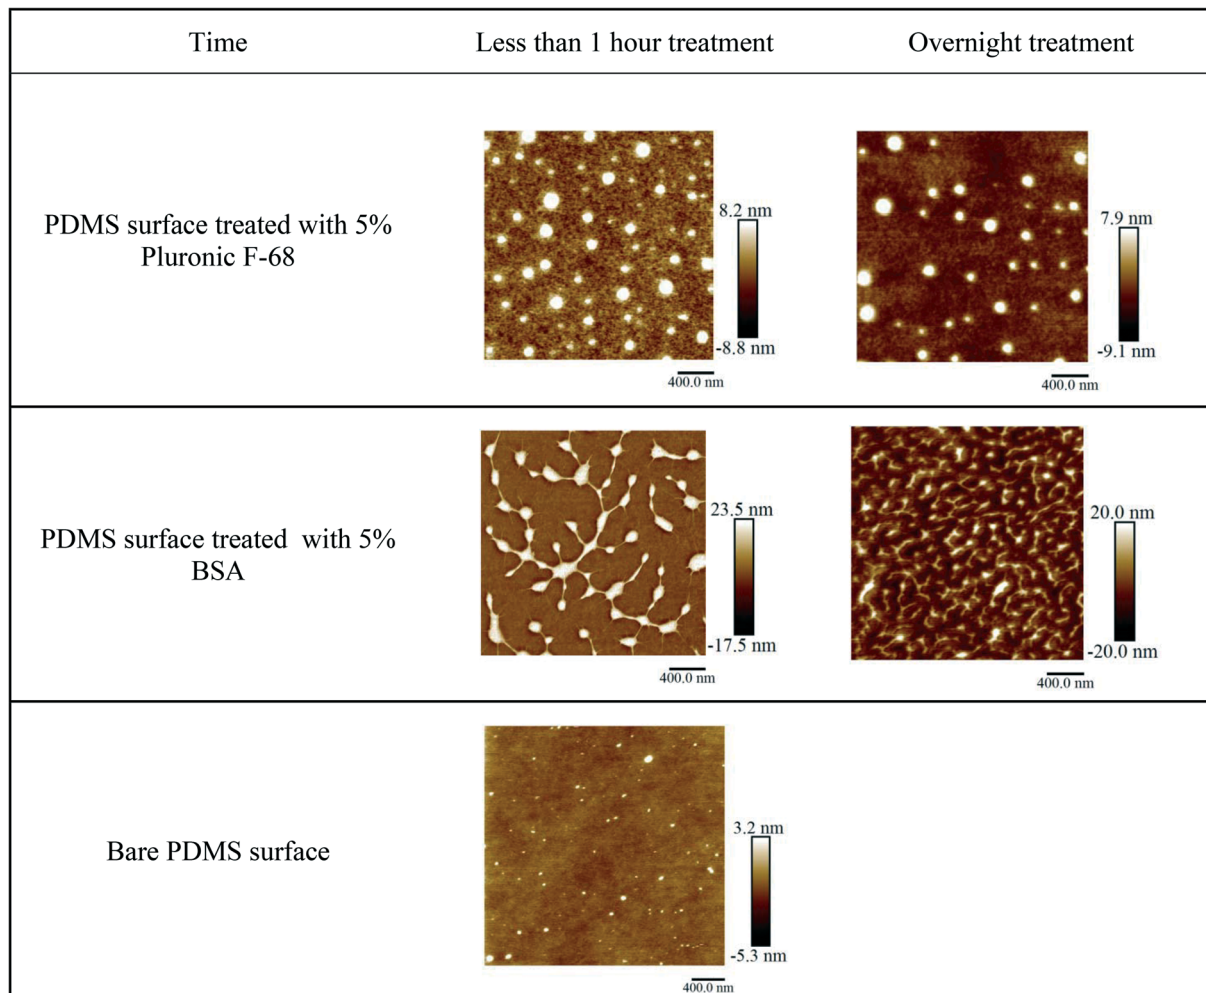 Time
Less than 1 hour treatment
Overnight treatment
PDMS surface treated with 5%
Pluronic F-68
8.2 nm
-8.8 nm
400.0 nm
7.9 nm
-9.1 nm
400.0 nm
PDMS surface treated with 5%
BSA
23.5 nm
-17.5 nm
400.0 nm
20.0 nm
-20.0 nm
400.0 nm
Bare PDMS surface
3.2 nm
-5.3 nm
400.0 nm